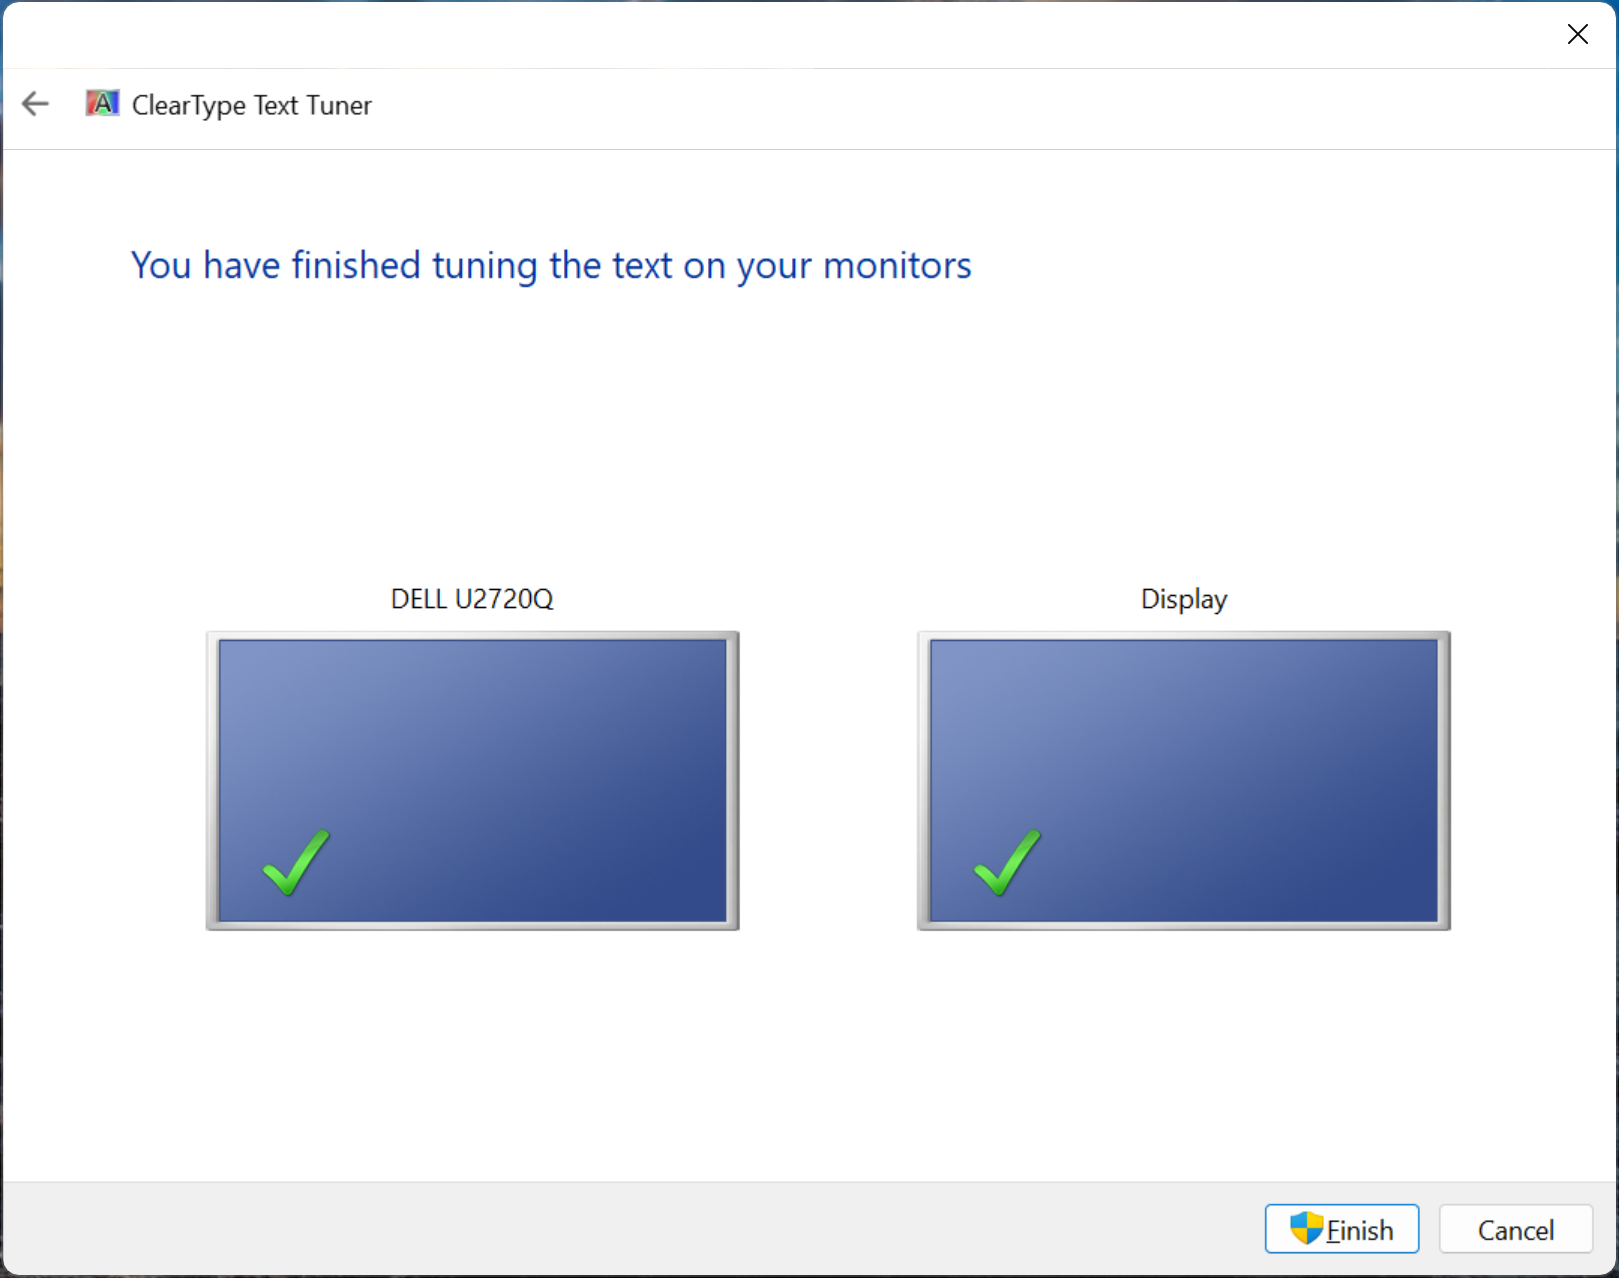 ClearType Text Tuner
You have finished tuning the text on your monitors
DELL U2720Q
Display
Finish
Cancel